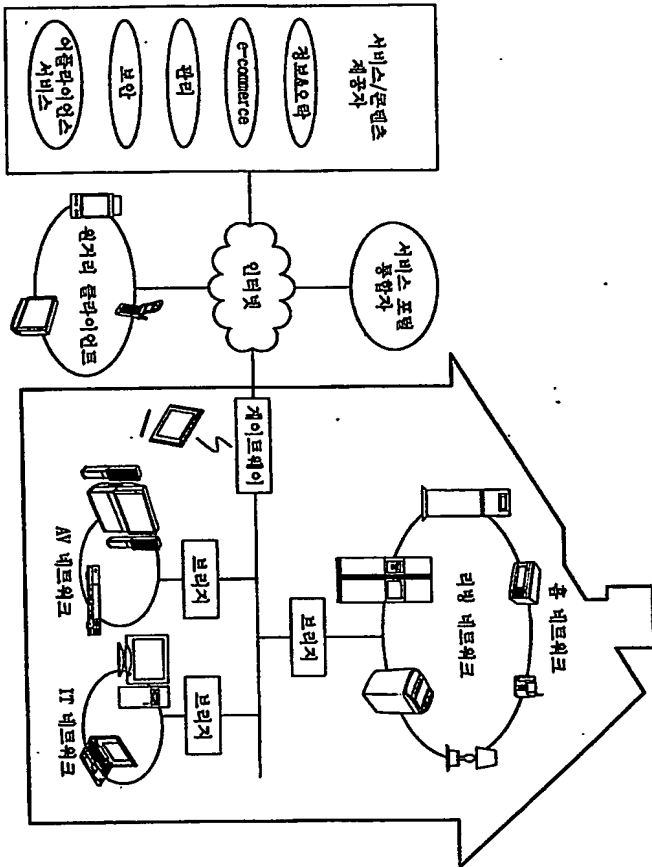 서비스/콘텐츠
제공자
정보&오락
e-commerce
관리
보안
어플라이언스
서비스
서비스 포털
통합자
인터넷
원거리 클라이언트
홈 네트워크
리빙 네트워크
게이트웨이
브리지
브리지
브리지
AV 네트워크
IT 네트워크